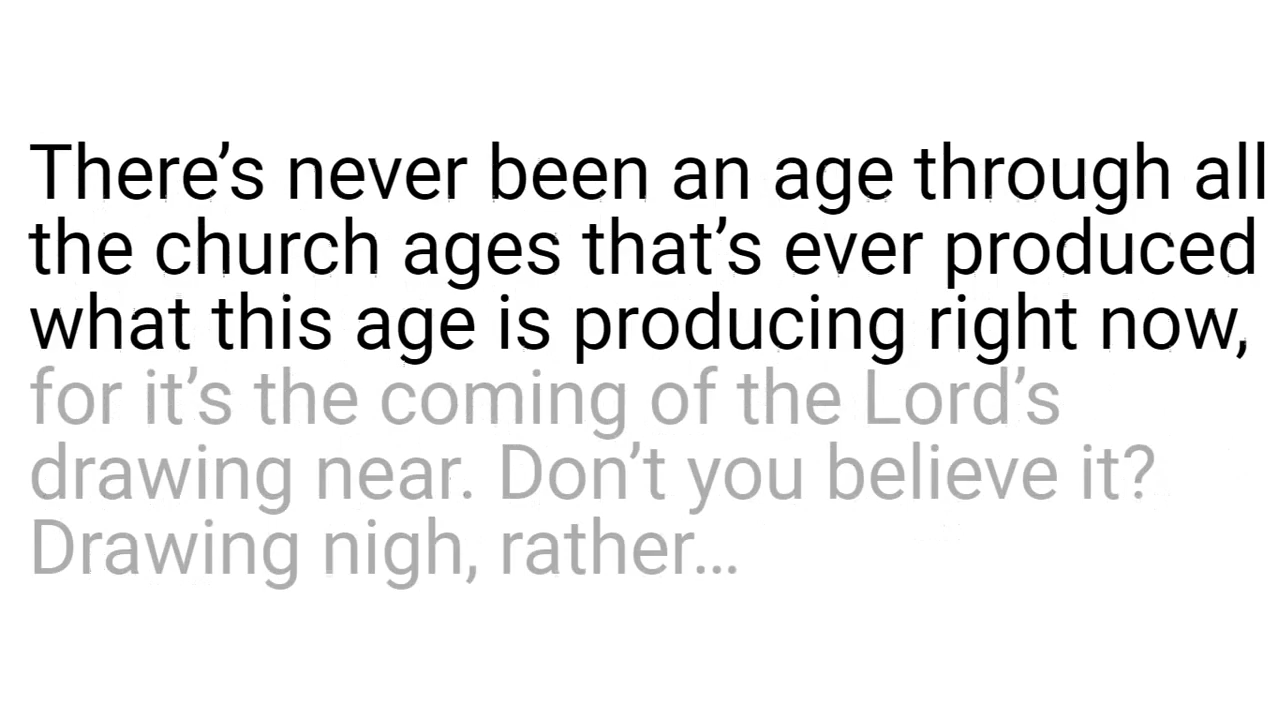 There’s never been an age through all
the church ages that’s ever produced
what this age is producing right now,
for it’s the coming of the Lord’s
drawing near. Don’t you believe it?
Drawing nigh, rather…